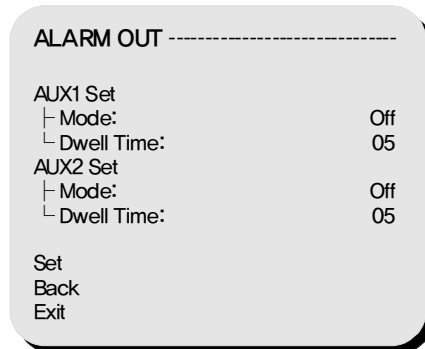 ALARM OUT -------------------------------
AUX1 Set
├ Mode: Off
└ Dwell Time: 05
AUX2 Set
├ Mode: Off
└ Dwell Time: 05
Set
Back
Exit